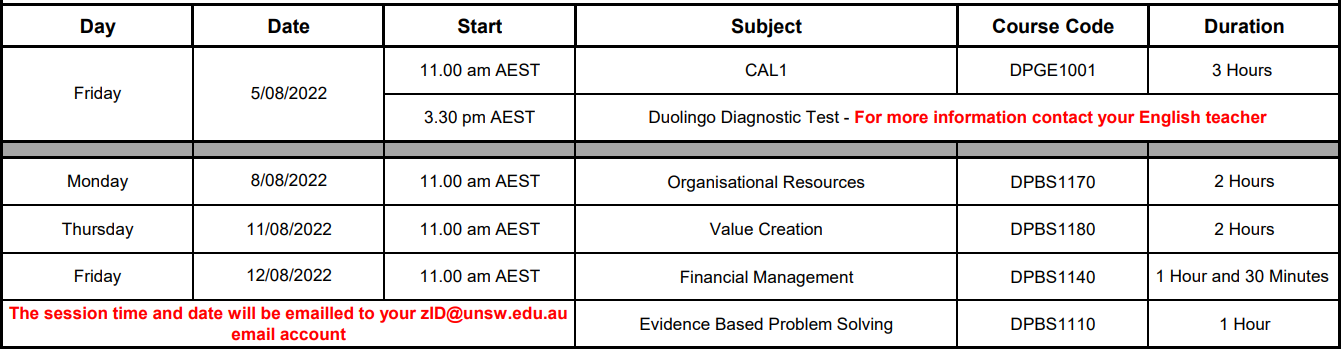 Day Date Start Subject Course Code Duration
Friday 5/08/2022 11.00 am AEST CAL1 DPGE1001 3 Hours
3.30 pm AEST Duolingo Diagnostic Test - For more information contact your English teacher
Monday 8/08/2022 11.00 am AEST Organisational Resources DPBS1170 2 Hours
Thursday 11/08/2022 11.00 am AEST Value Creation DPBS1180 2 Hours
Friday 12/08/2022 11.00 am AEST Financial Management DPBS1140 1 Hour and 30 Minutes
The session time and date will be emailled to your zID@unsw.edu.au
email account
Evidence Based Problem Solving DPBS1110 1 Hour